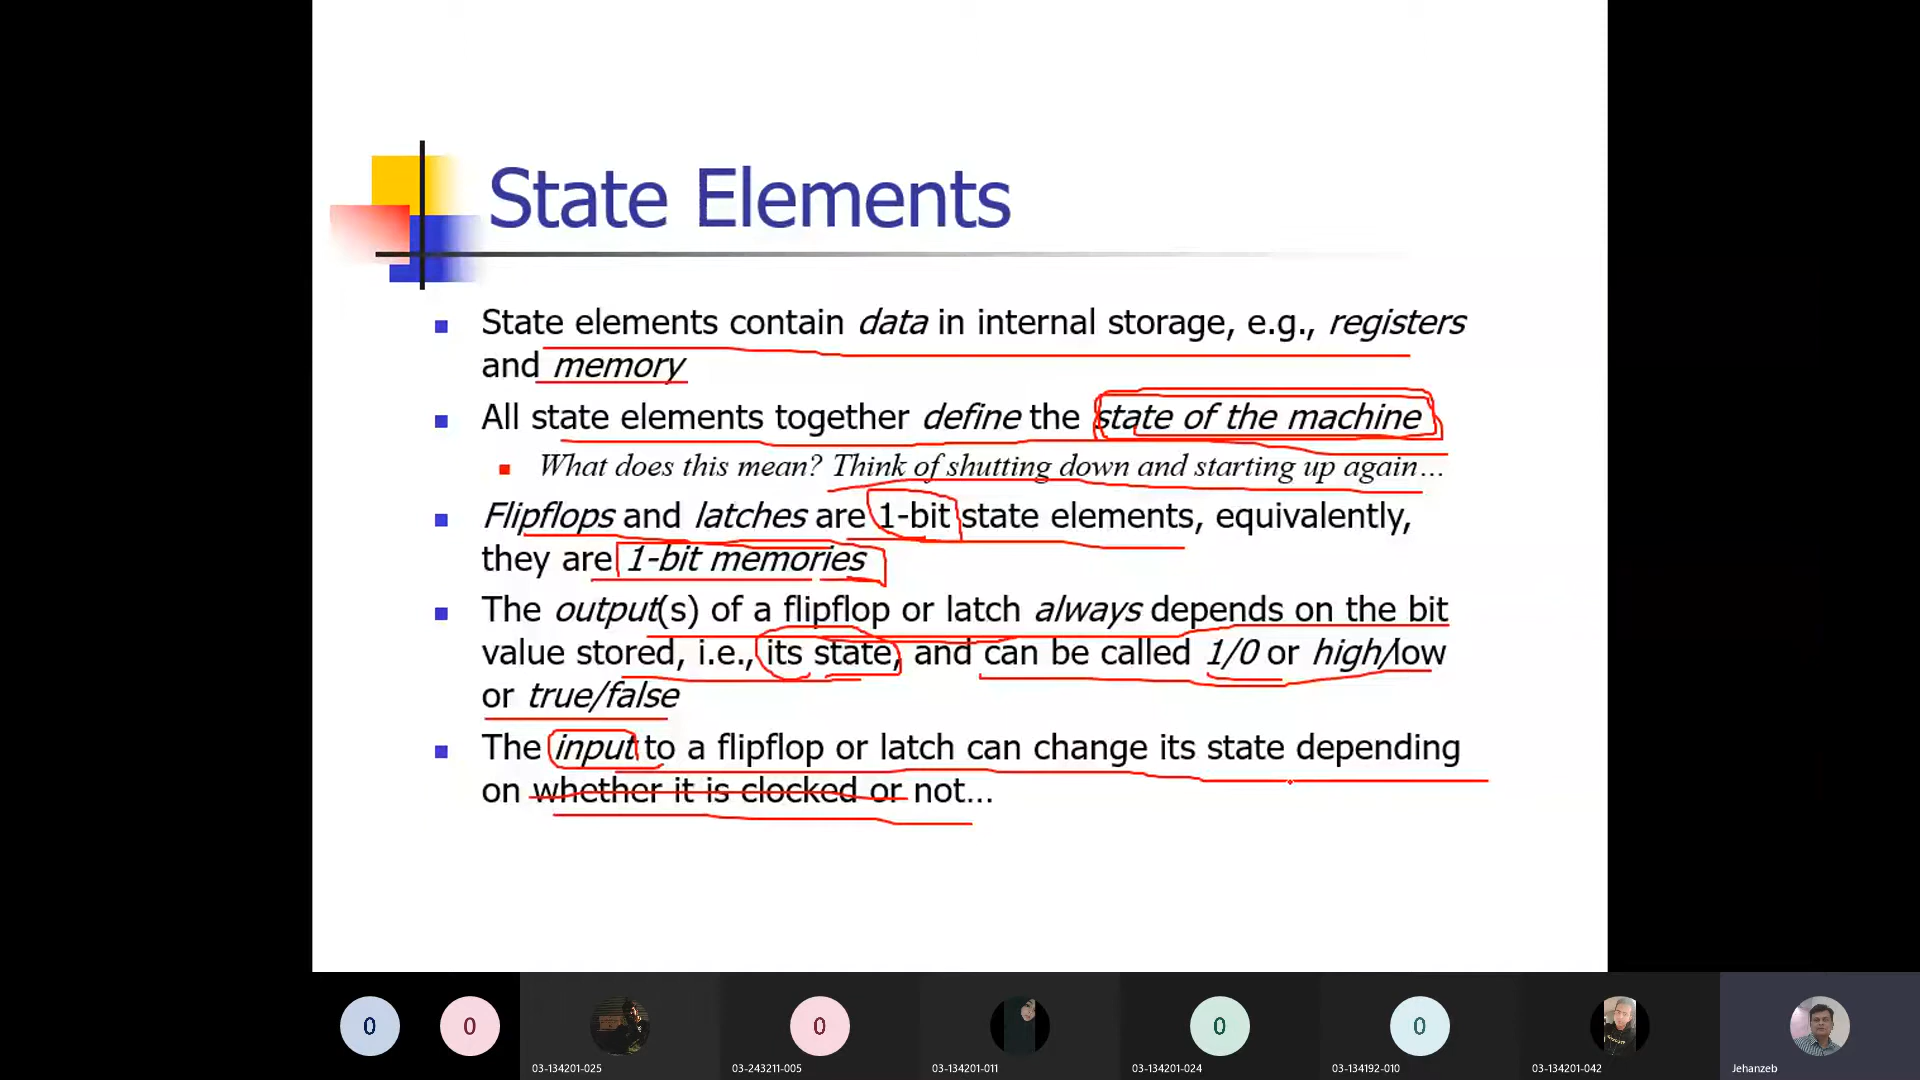 State Elements
State elements contain data in internal storage, e.g., registers
and memory
All state elements together define the state of the machine
What does this mean? Think of shutting down and starting up again...
Flipflops and latches are 1-bit state elements, equivalently,
they are 1-bit memories
The output(s) of a flipflop or latch always depends on the bit
value stored, i.e., its state, and can be called 1/0 or high/low
or true/false
The input to a flipflop or latch can change its state depending
on whether it is clocked or not...
0 0 0 0 0
03-134201-025 03-243211-005 03-134201-011 03-134201-024 03-134192-010 03-134201-042 Jehanzeb